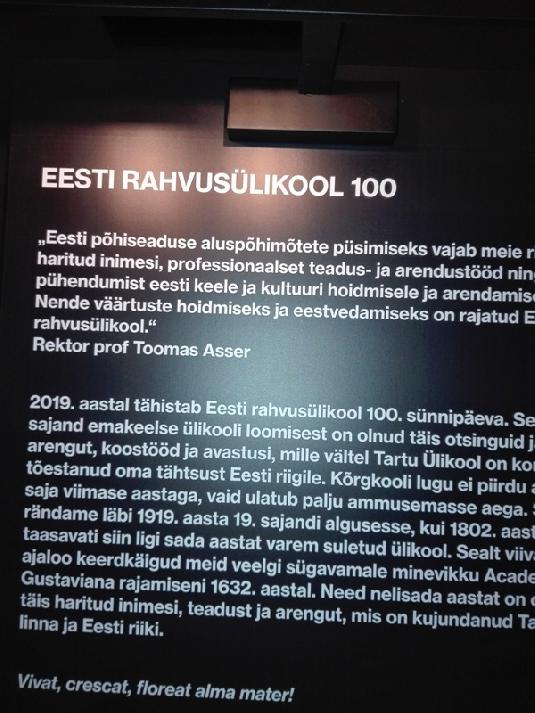 EESTI RAHVUSÜLIKOOL 100
„Eesti põhiseaduse aluspõhimõtete püsimiseks vajab meie
haritud inimesi, professionaalset teadus- ja arendustööd
pühendumist eesti keele ja kultuuri hoidmisele ja
Nende väärtuste hoidmiseks ja eestvedamiseks on rajatud
rahvusülikool.“
Rektor prof Toomas Asser
2019. aastal tähistab Eesti rahvusülikool 100. sünnipäeva.
sajand emakeelse ülikooli loomisest on olnud täis otsinguid
arengut, koostööd ja avastusi, mille vältel Tartu Ülikool on
tõestanud oma tähtsust Eesti riigile. Kõrgkooli lugu ei piirdu
saja viimase aastaga, vaid ulatub palju ammusemasse aega.
rändame läbi 1919. aasta 19. sajandi algusesse, kui 1802.
taasavati siin ligi sada aastat varem suletud ülikool. Sealt
ajaloo keerdkäigud meid veelgi sügavamale minevikku
Gustaviana rajamiseni 1632. aastal. Need nelisada aastat on
täis haritud inimesi, teadust ja arengut, mis on kujundanud
linna ja Eesti riiki.
Vivat, crescat, floreat alma mater!